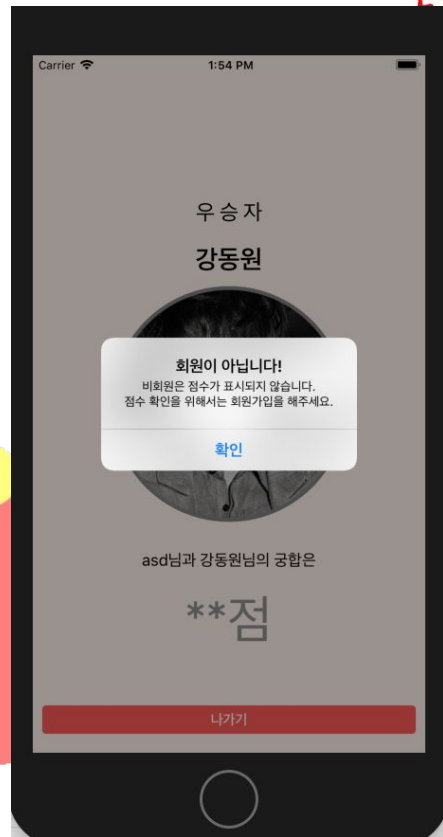 Carrier 1:54 PM
우승자
강동원
회원이 아닙니다!
비회원은 점수가 표시되지 않습니다.
점수 확인을 위해서는 회원가입을 해주세요.
확인
asd님과 강동원님의 궁합은
**점
나가기